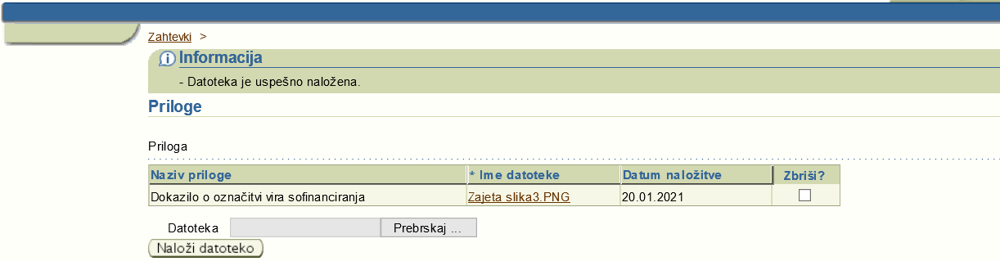 Zahtevki >
Informacija
- Datoteka je uspešno naložena.
Priloge
Priloga
Naziv priloge * Ime datoteke Datum naložitve Zbriši?
Dokazilo o označitvi vira sofinanciranja Zajeta slika3.PNG 20.01.2021
Datoteka Prebrskaj ...
Naloži datoteko